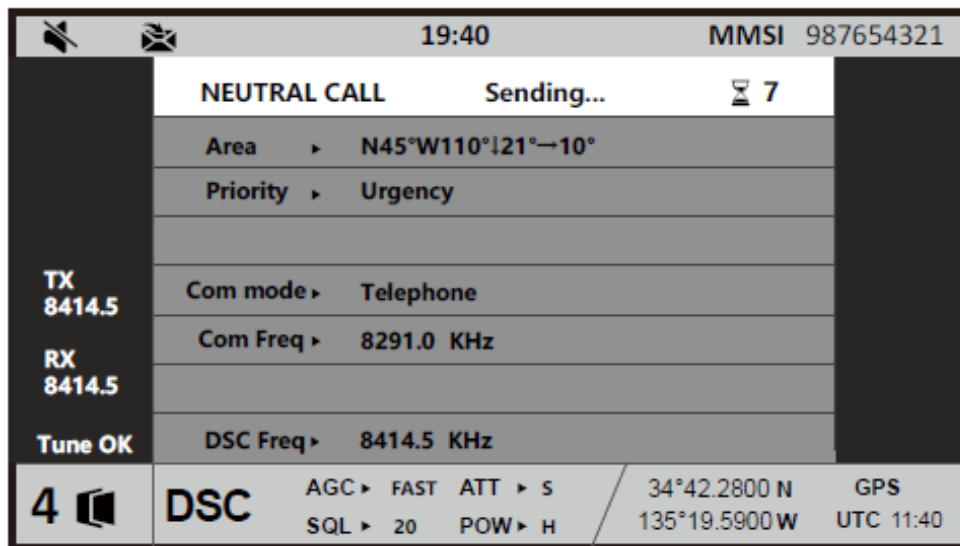 19:40 MMSI 987654321
NEUTRAL CALL Sending... 7
Area ▸ N45°W110°↓21°→10°
Priority ▸ Urgency
TX
8414.5
Com mode ▸ Telephone
Com Freq ▸ 8291.0 KHz
RX
8414.5
Tune OK
DSC Freq ▸ 8414.5 KHz
4 DSC
AGC ▸ FAST ATT ▸ S
SQL ▸ 20 POW ▸ H
34°42.2800 N
135°19.5900 W
GPS
UTC 11:40